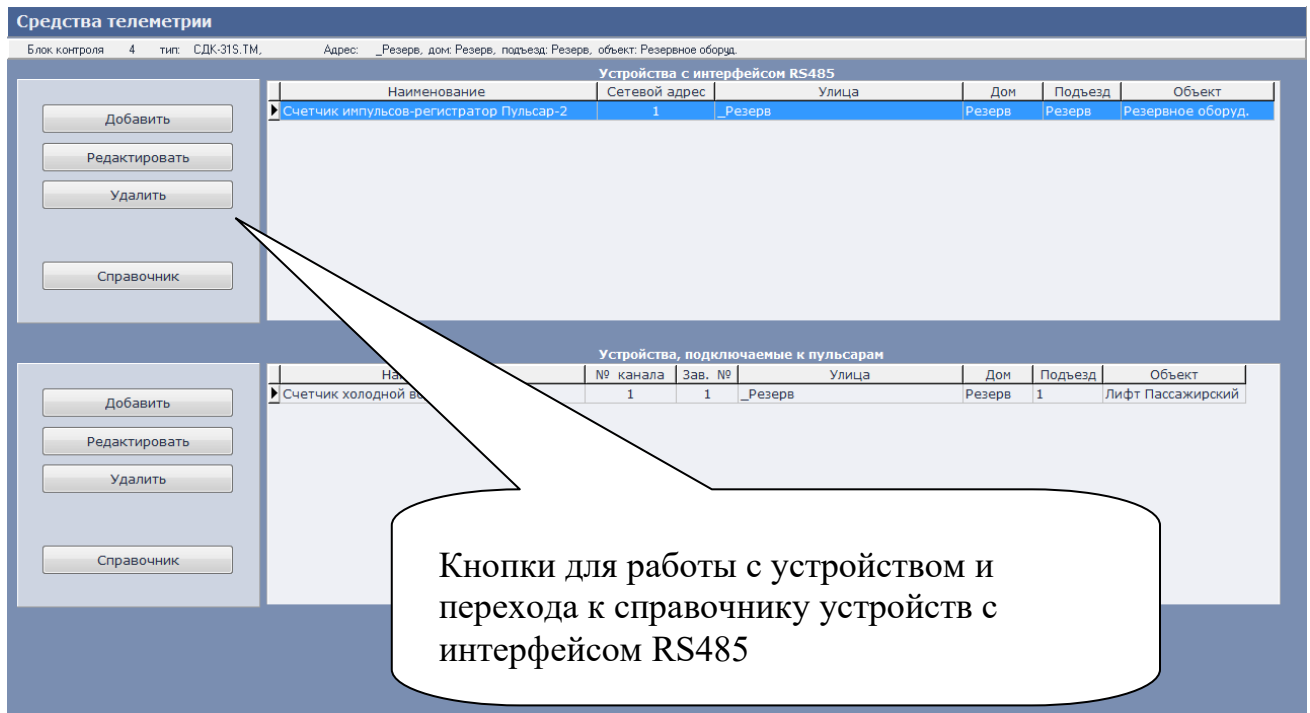 Средства телеметрии
Блок контроля 4 тип: СДК-31S.TM, Адрес: _Резерв, дом: Резерв, подъезд: Резерв, объект: Резервное оборуд.
Устройства с интерфейсом RS485
Наименование Сетевой адрес Улица Дом Подъезд Объект
Счетчик импульсов-регистратор Пульсар-2 1 _Резерв Резерв Резерв Резервное оборуд.
Добавить
Редактировать
Удалить
Справочник
Устройства, подключаемые к пульсарам
№ канала Зав. № Улица Дом Подъезд Объект
Счетчик холодной 1 1 _Резерв Резерв 1 Лифт Пассажирский
Добавить
Редактировать
Удалить
Справочник
Кнопки для работы с устройством и
перехода к справочнику устройств с
интерфейсом RS485